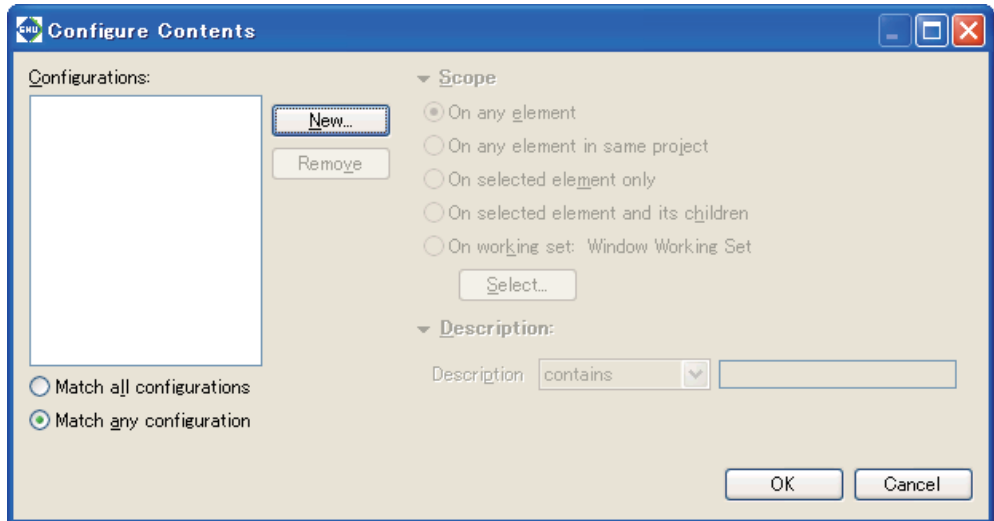 GNU Configure Contents
Configurations:
New...
Remove
Match all configurations
Match any configuration
Scope
On any element
On any element in same project
On selected element only
On selected element and its children
On working set: Window Working Set
Select...
Description:
Description contains
OK Cancel